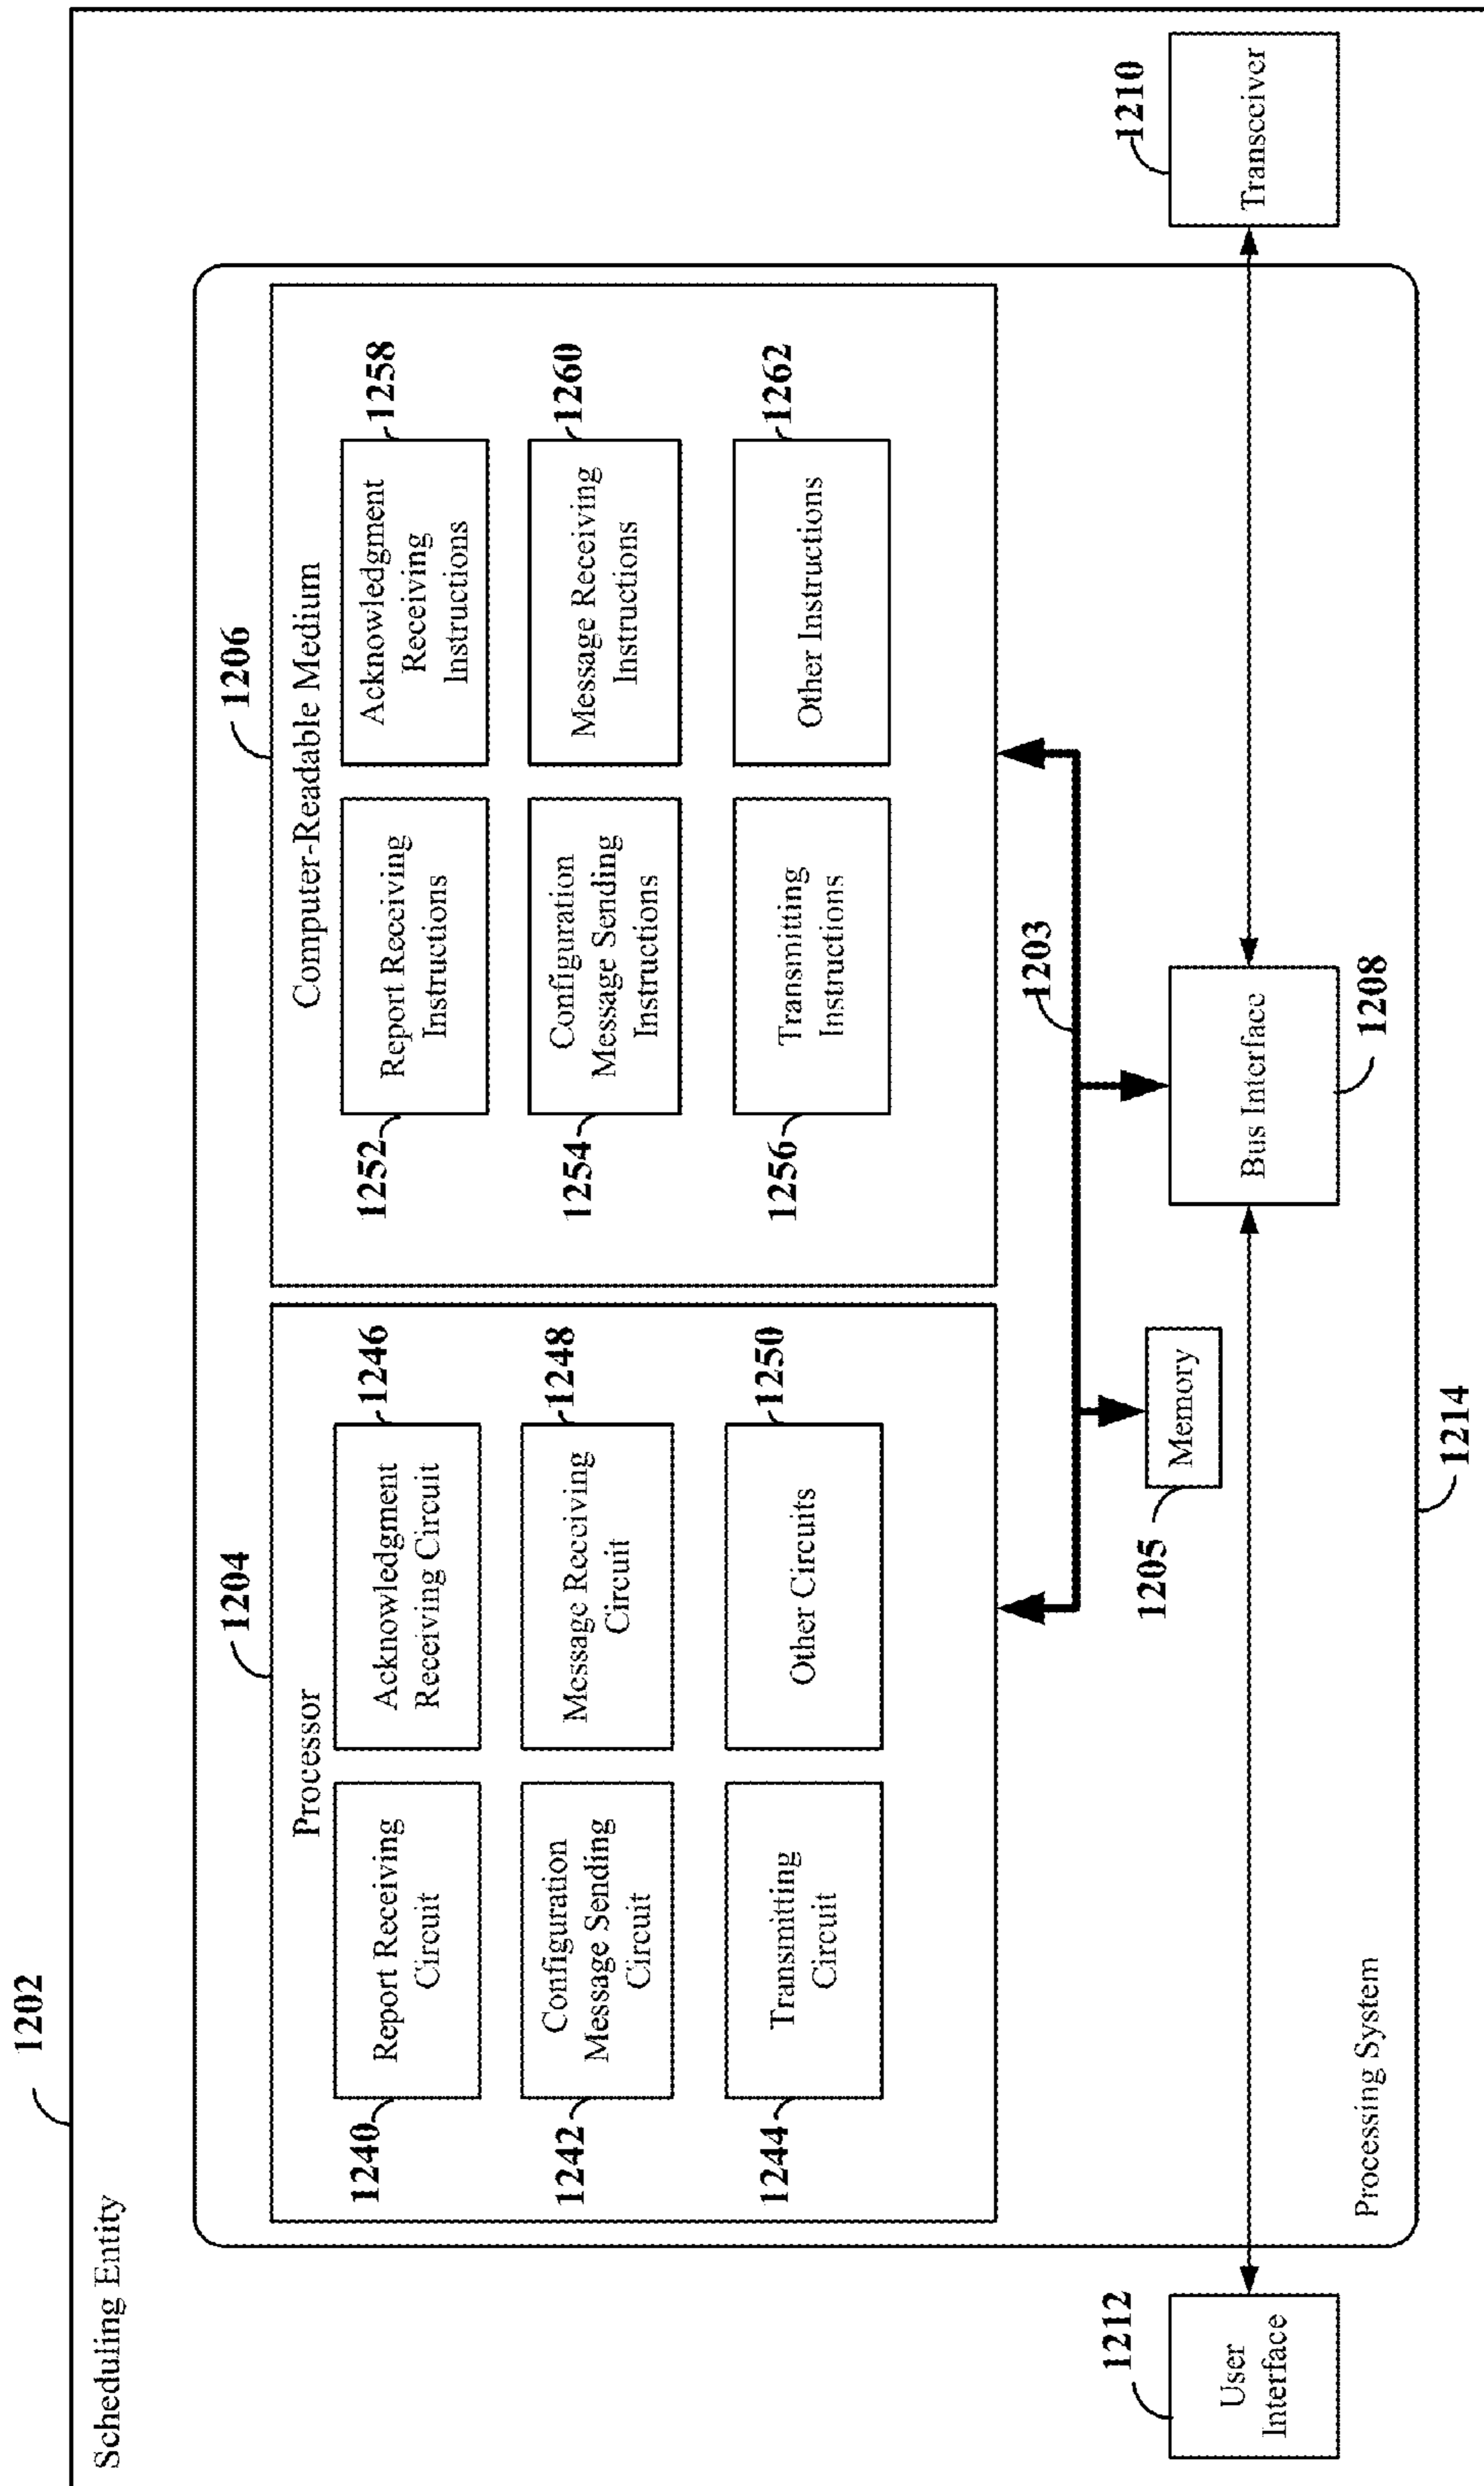 1202
Scheduling Entity
1204
Processor
1240
Report Receiving
Circuit
1246
Acknowledgment
Receiving Circuit
1242
Configuration
Message Sending
Circuit
1248
Message Receiving
Circuit
1244
Transmitting
Circuit
1250
Other Circuits
1206
Computer-Readable Medium
1252
Report Receiving
Instructions
1258
Acknowledgment
Receiving
Instructions
1254
Configuration
Message Sending
Instructions
1260
Message Receiving
Instructions
1256
Transmitting
Instructions
1262
Other Instructions
1203
1205
Memory
1212
User
Interface
Bus Interface
1208
1210
Transceiver
Processing System
1214